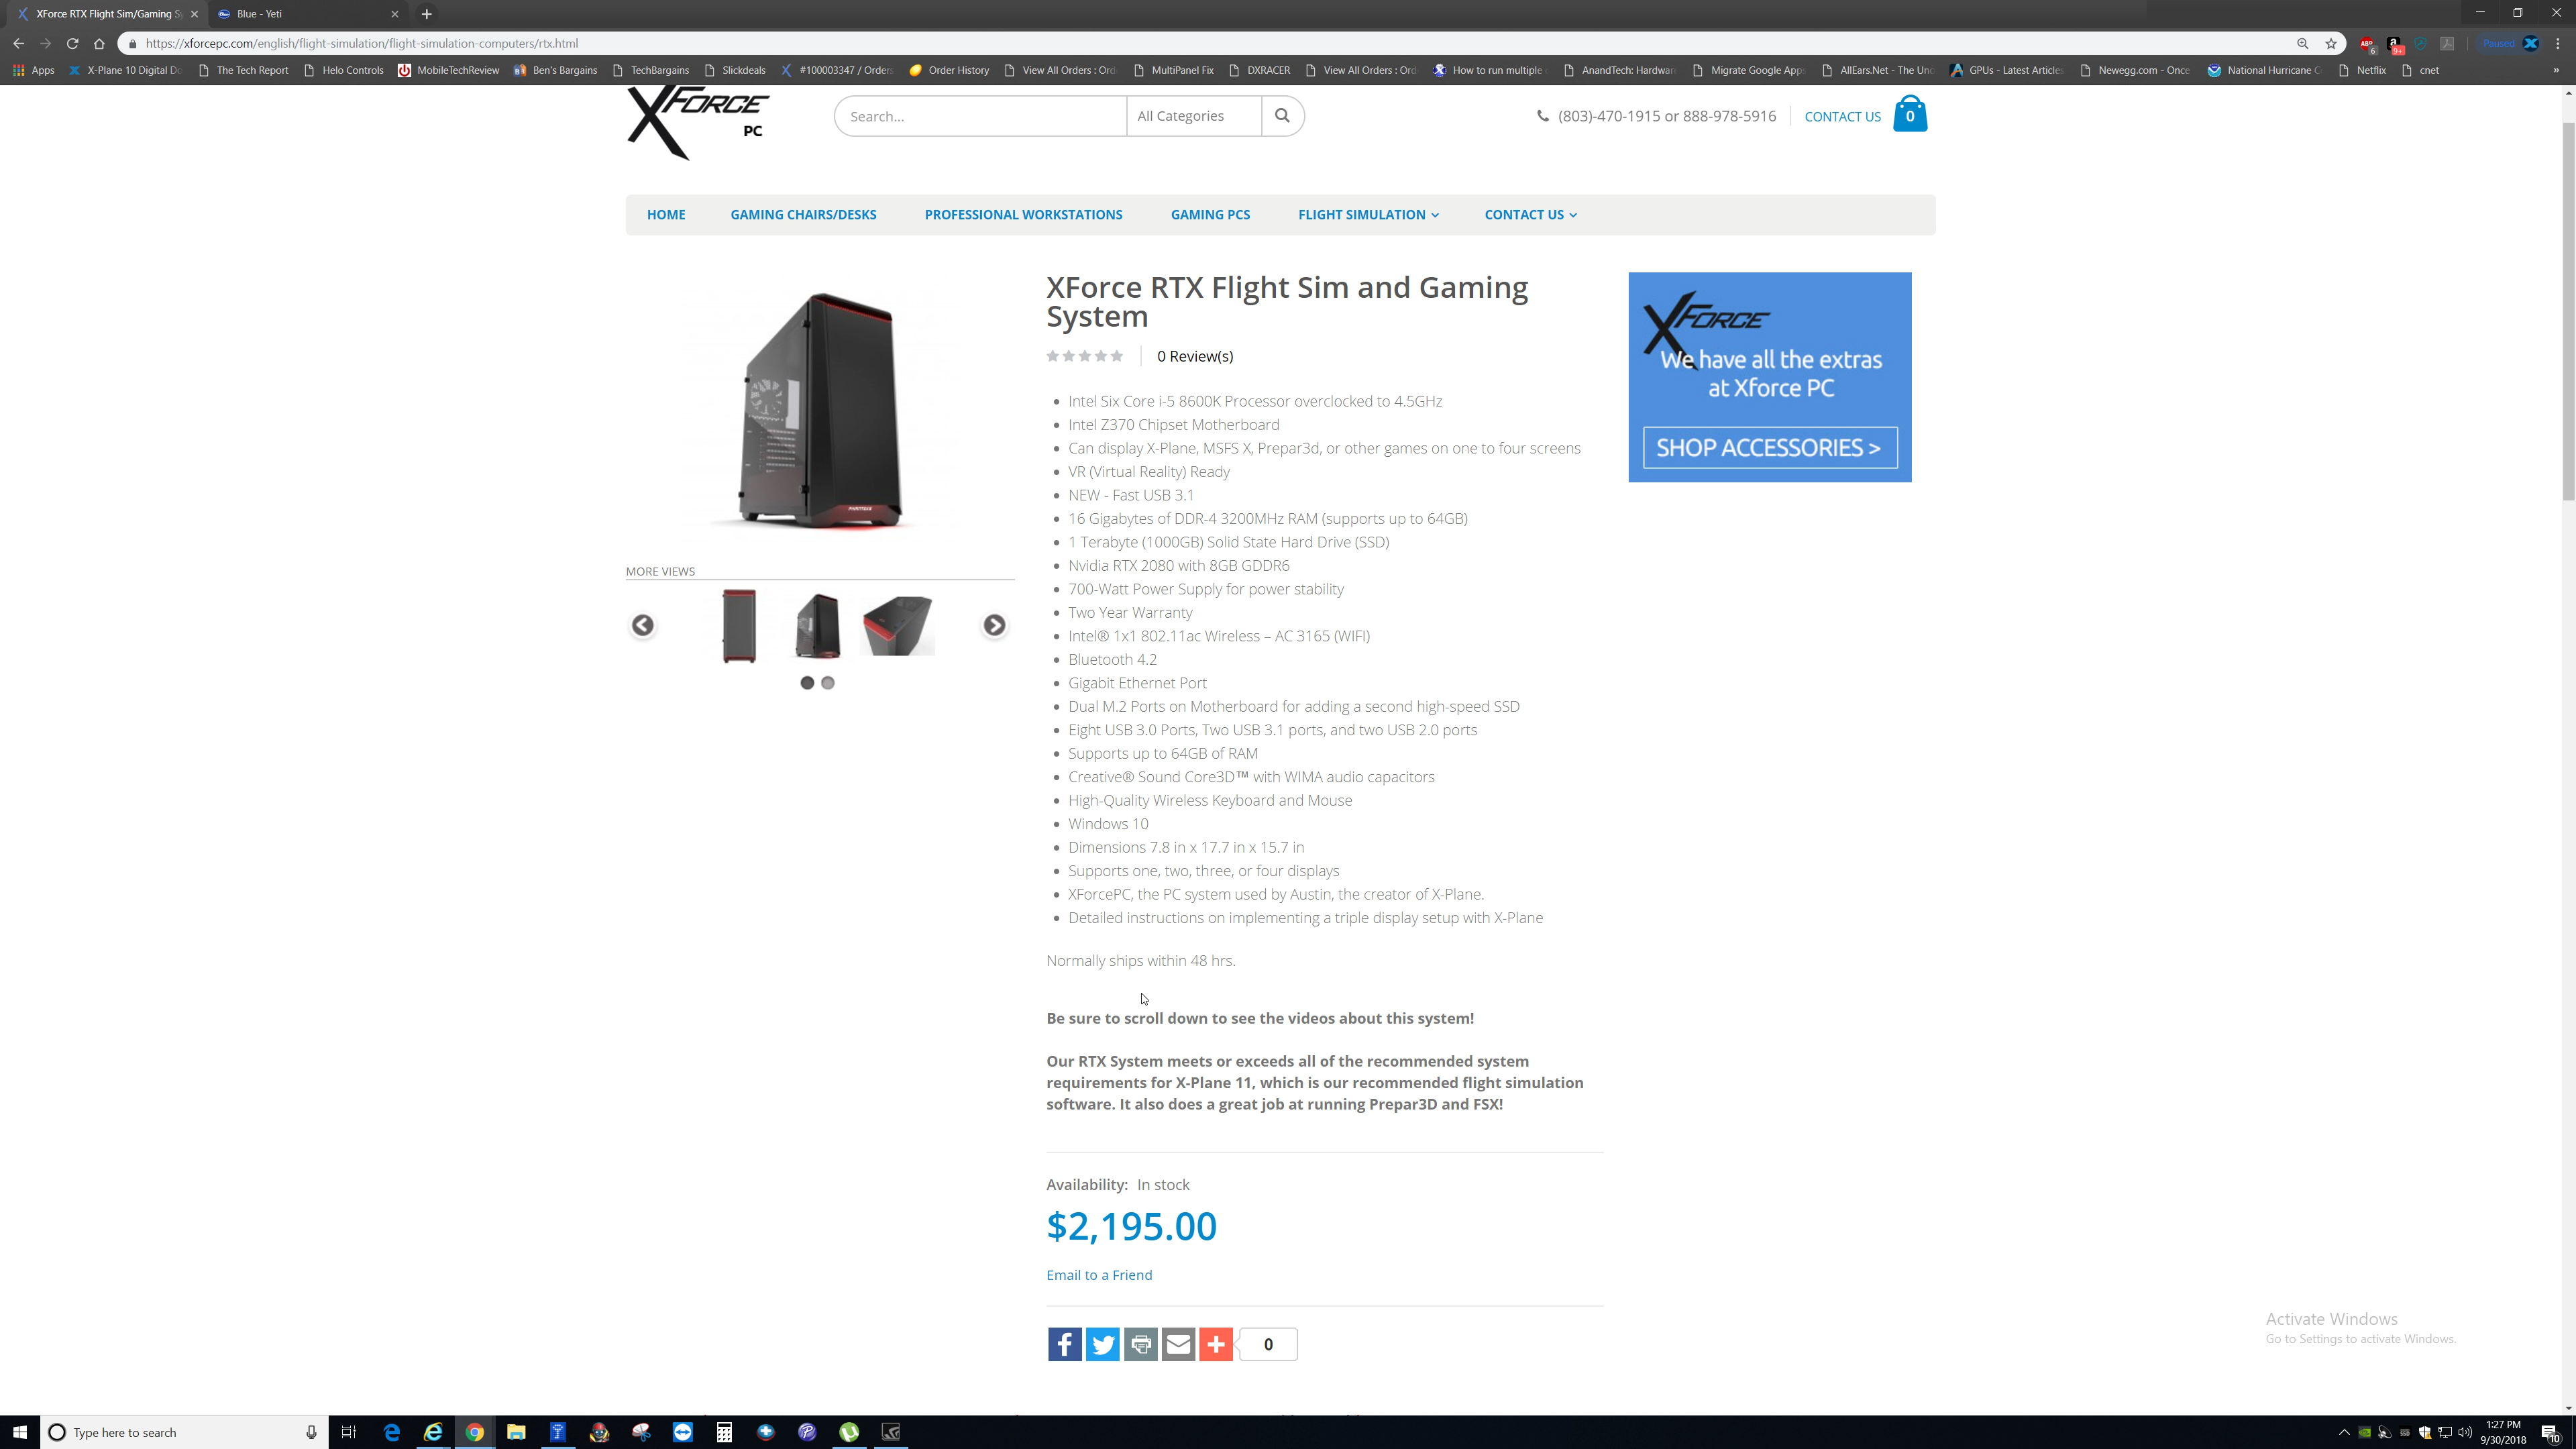 XForce RTX Flight Sim/Gaming Sy
Blue - Yeti
https://xforcepc.com/english/flight-simulation/flight-simulation-computers/rtx.html
ABP
6
a
9+
Paused
Apps
X-Plane 10 Digital Do
The Tech Report
Helo Controls
MobileTechReview
Ben's Bargains
TechBargains
Slickdeals
#100003347 / Orders
Order History
View All Orders : Ord
MultiPanel Fix
DXRACER
View All Orders : Ord
How to run multiple
AnandTech: Hardwar
Migrate Google Apps
AllEars.Net - The Uno
GPUs - Latest Articles
Newegg.com - Once
National Hurricane C
Netflix
cnet
»
XFORCE
PC
Search...
All Categories
(803)-470-1915 or 888-978-5916
CONTACT US
0
HOME
GAMING CHAIRS/DESKS
PROFESSIONAL WORKSTATIONS
GAMING PCS
FLIGHT SIMULATION
CONTACT US
PHANTEKS
MORE VIEWS
XForce RTX Flight Sim and Gaming
System
0 Review(s)
Intel Six Core i-5 8600K Processor overclocked to 4.5GHz
Intel Z370 Chipset Motherboard
Can display X-Plane, MSFS X, Prepar3d, or other games on one to four screens
VR (Virtual Reality) Ready
NEW - Fast USB 3.1
16 Gigabytes of DDR-4 3200MHz RAM (supports up to 64GB)
1 Terabyte (1000GB) Solid State Hard Drive (SSD)
Nvidia RTX 2080 with 8GB GDDR6
700-Watt Power Supply for power stability
Two Year Warranty
Intel® 1x1 802.11ac Wireless – AC 3165 (WIFI)
Bluetooth 4.2
Gigabit Ethernet Port
Dual M.2 Ports on Motherboard for adding a second high-speed SSD
Eight USB 3.0 Ports, Two USB 3.1 ports, and two USB 2.0 ports
Supports up to 64GB of RAM
Creative® Sound Core3D™ with WIMA audio capacitors
High-Quality Wireless Keyboard and Mouse
Windows 10
Dimensions 7.8 in x 17.7 in x 15.7 in
Supports one, two, three, or four displays
XForcePC, the PC system used by Austin, the creator of X-Plane.
Detailed instructions on implementing a triple display setup with X-Plane
Normally ships within 48 hrs.
Be sure to scroll down to see the videos about this system!
Our RTX System meets or exceeds all of the recommended system
requirements for X-Plane 11, which is our recommended flight simulation
software. It also does a great job at running Prepar3D and FSX!
Availability: In stock
$2,195.00
Email to a Friend
0
XFORCE
We have all the extras
at Xforce PC
SHOP ACCESSORIES >
Activate Windows
Go to Settings to activate Windows.
Type here to search
1:27 PM
9/30/2018
10